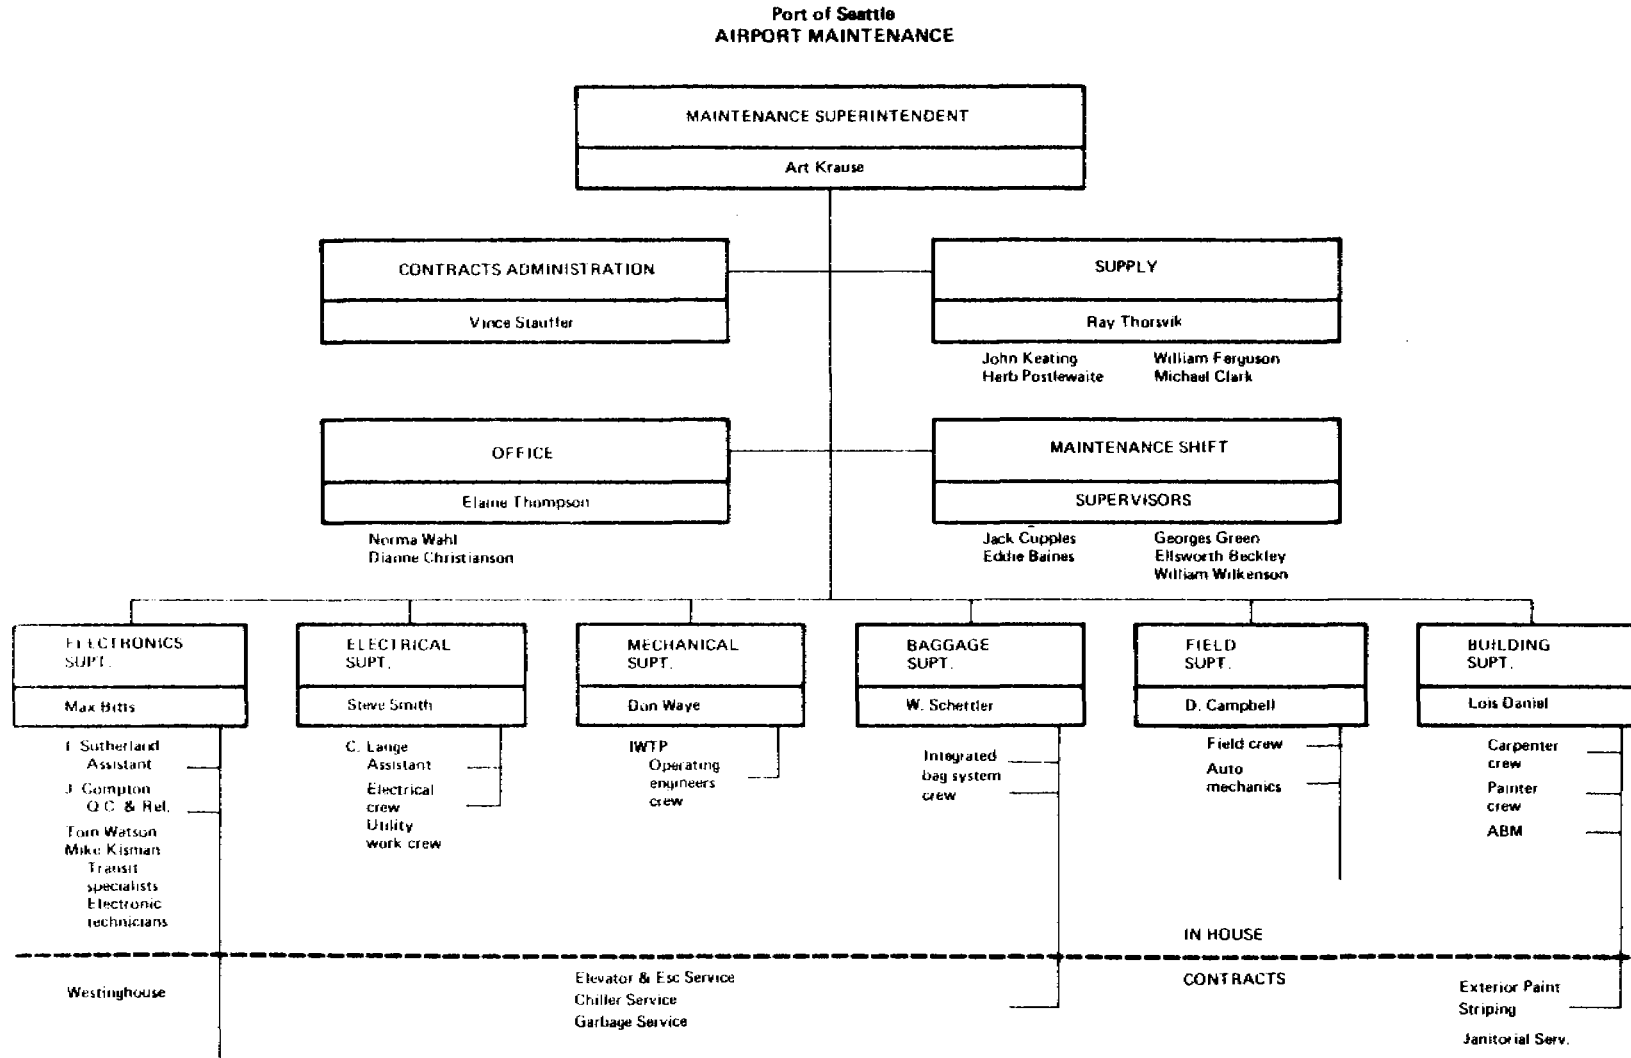 Port of Seattle
AIRPORT MAINTENANCE
MAINTENANCE SUPERINTENDENT
Art Krause
CONTRACTS ADMINISTRATION
Vince Stauffer
SUPPLY
Ray Thorsvik
John Keating
Herb Postlewaite
William Ferguson
Michael Clark
OFFICE
Elaine Thompson
Norma Wahl
Dianne Christianson
MAINTENANCE SHIFT
SUPERVISORS
Jack Cupples
Eddie Baines
Georges Green
Ellsworth Beckley
William Wilkenson
ELECTRONICS
SUPT.
Max Bitts
Sutherland
Assistant
J. Compton
Q.C. & Rel.
Tom Watson
Mike Kisman
Transit
specialists
Electronic
technicians
ELECTRICAL
SUPT.
Steve Smith
C. Lange
Assistant
Electrical
crew
Utility
work crew
MECHANICAL
SUPT.
Don Waye
IWTP
Operating
engineers
crew
BAGGAGE
SUPT.
W. Schertler
Integrated
bag system
crew
FIELD
SUPT.
D. Campbell
Field crew
Auto
mechanics
BUILDING
SUPT.
Lois Daniel
Carpenter
crew
Painter
crew
ABM
IN HOUSE
CONTRACTS
Westinghouse
Elevator & Esc Service
Chiller Service
Garbage Service
Exterior Paint
Striping
Janitorial Serv.